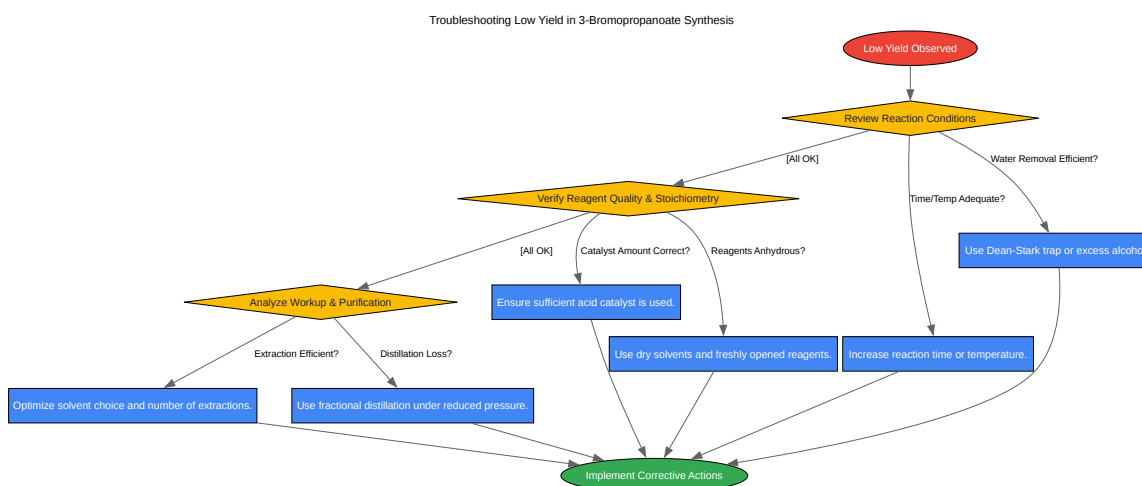 Troubleshooting Low Yield in 3-Bromopropanoate Synthesis
Low Yield Observed
Review Reaction Conditions
[All OK]
Water Removal Efficient?
Verify Reagent Quality & Stoichiometry
Time/Temp Adequate?
[All OK]
Catalyst Amount Correct?
Reagents Anhydrous?
Use Dean-Stark trap or excess alcoho
Analyze Workup & Purification
Ensure sufficient acid catalyst is used.
Extraction Efficient?
Distillation Loss?
Use dry solvents and freshly opened reagents.
Increase reaction time or temperature.
Optimize solvent choice and number of extractions.
Use fractional distillation under reduced pressure.
Implement Corrective Actions